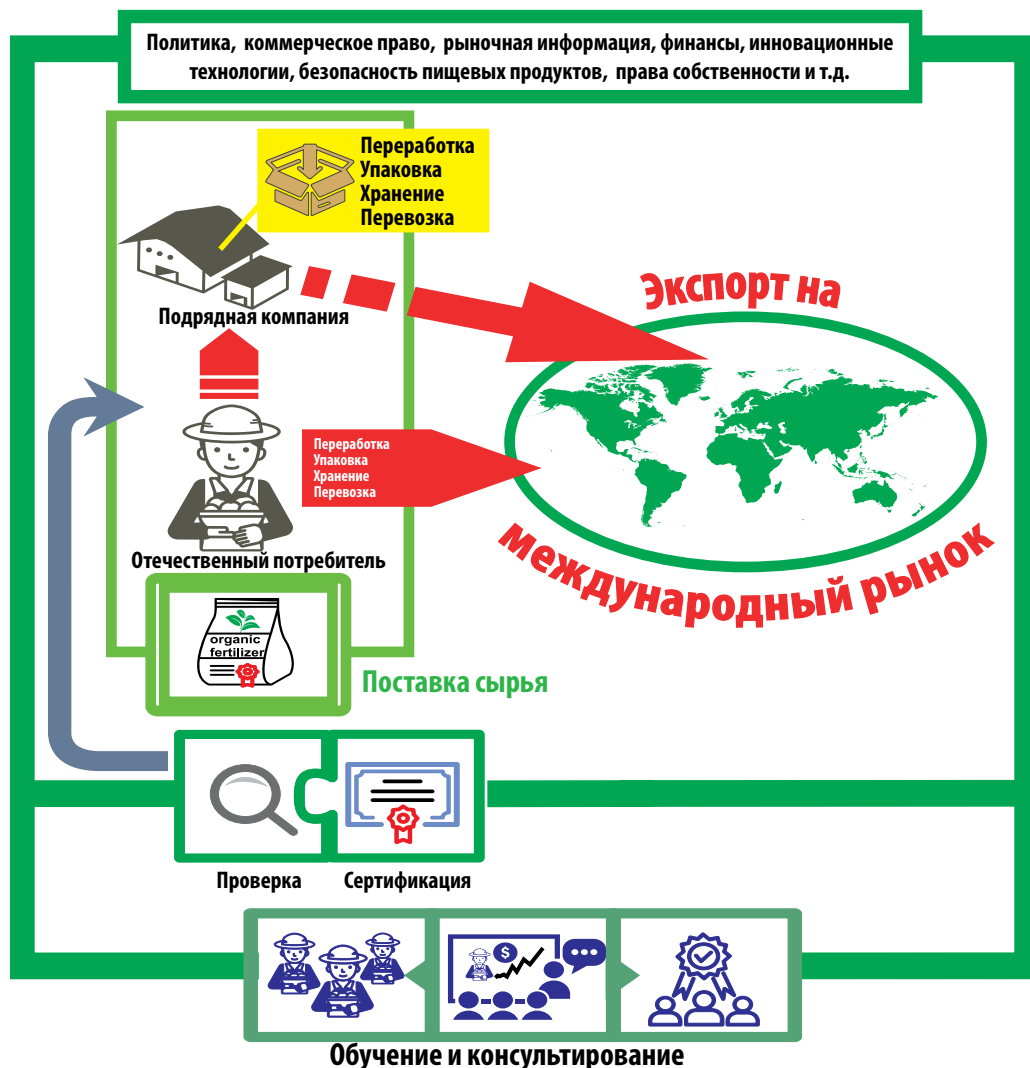 Политика, коммерческое право, рыночная информация, финансы, инновационные
технологии, безопасность пищевых продуктов, права собственности и т.д.
Переработка
Упаковка
Хранение
Перевозка
Подрядная компания
Экспорт на
международный рынок
Переработка
Упаковка
Хранение
Перевозка
Отечественный потребитель
organic
fertilizer
Поставка сырья
Проверка
Сертификация
$
Обучение и консультирование